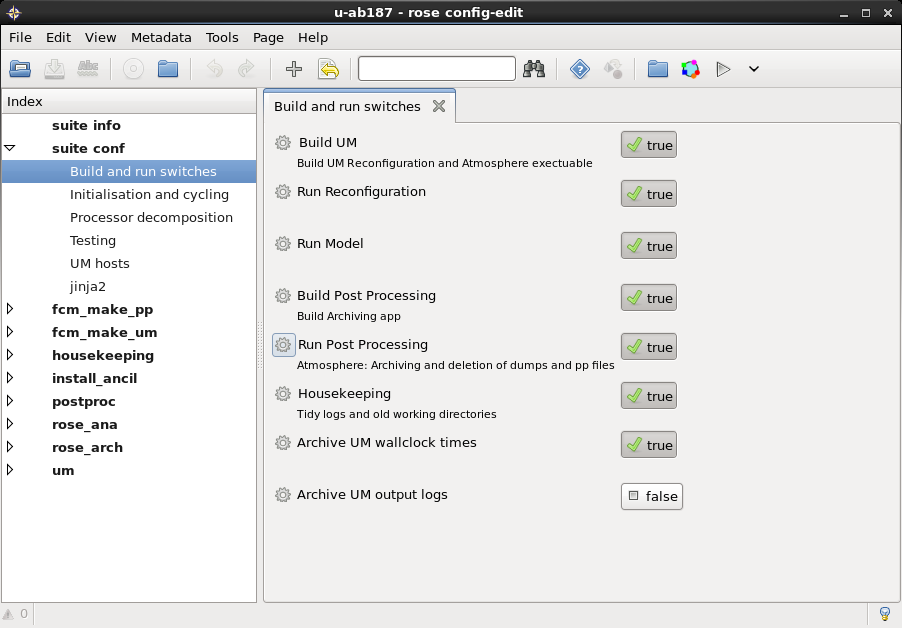 u-ab187 - rose config-edit
File Edit View Metadata Tools Page Help
Abc
Index
suite info
suite conf
Build and run switches
Initialisation and cycling
Processor decomposition
Testing
UM hosts
jinja2
fcm_make_pp
fcm_make_um
housekeeping
install_ancil
postproc
rose_ana
rose_arch
um
Build and run switches
Build UM true
Build UM Reconfiguration and Atmosphere exectuable
Run Reconfiguration true
Run Model true
Build Post Processing true
Build Archiving app
Run Post Processing true
Atmosphere: Archiving and deletion of dumps and pp files
Housekeeping true
Tidy logs and old working directories
Archive UM wallclock times true
Archive UM output logs false
0